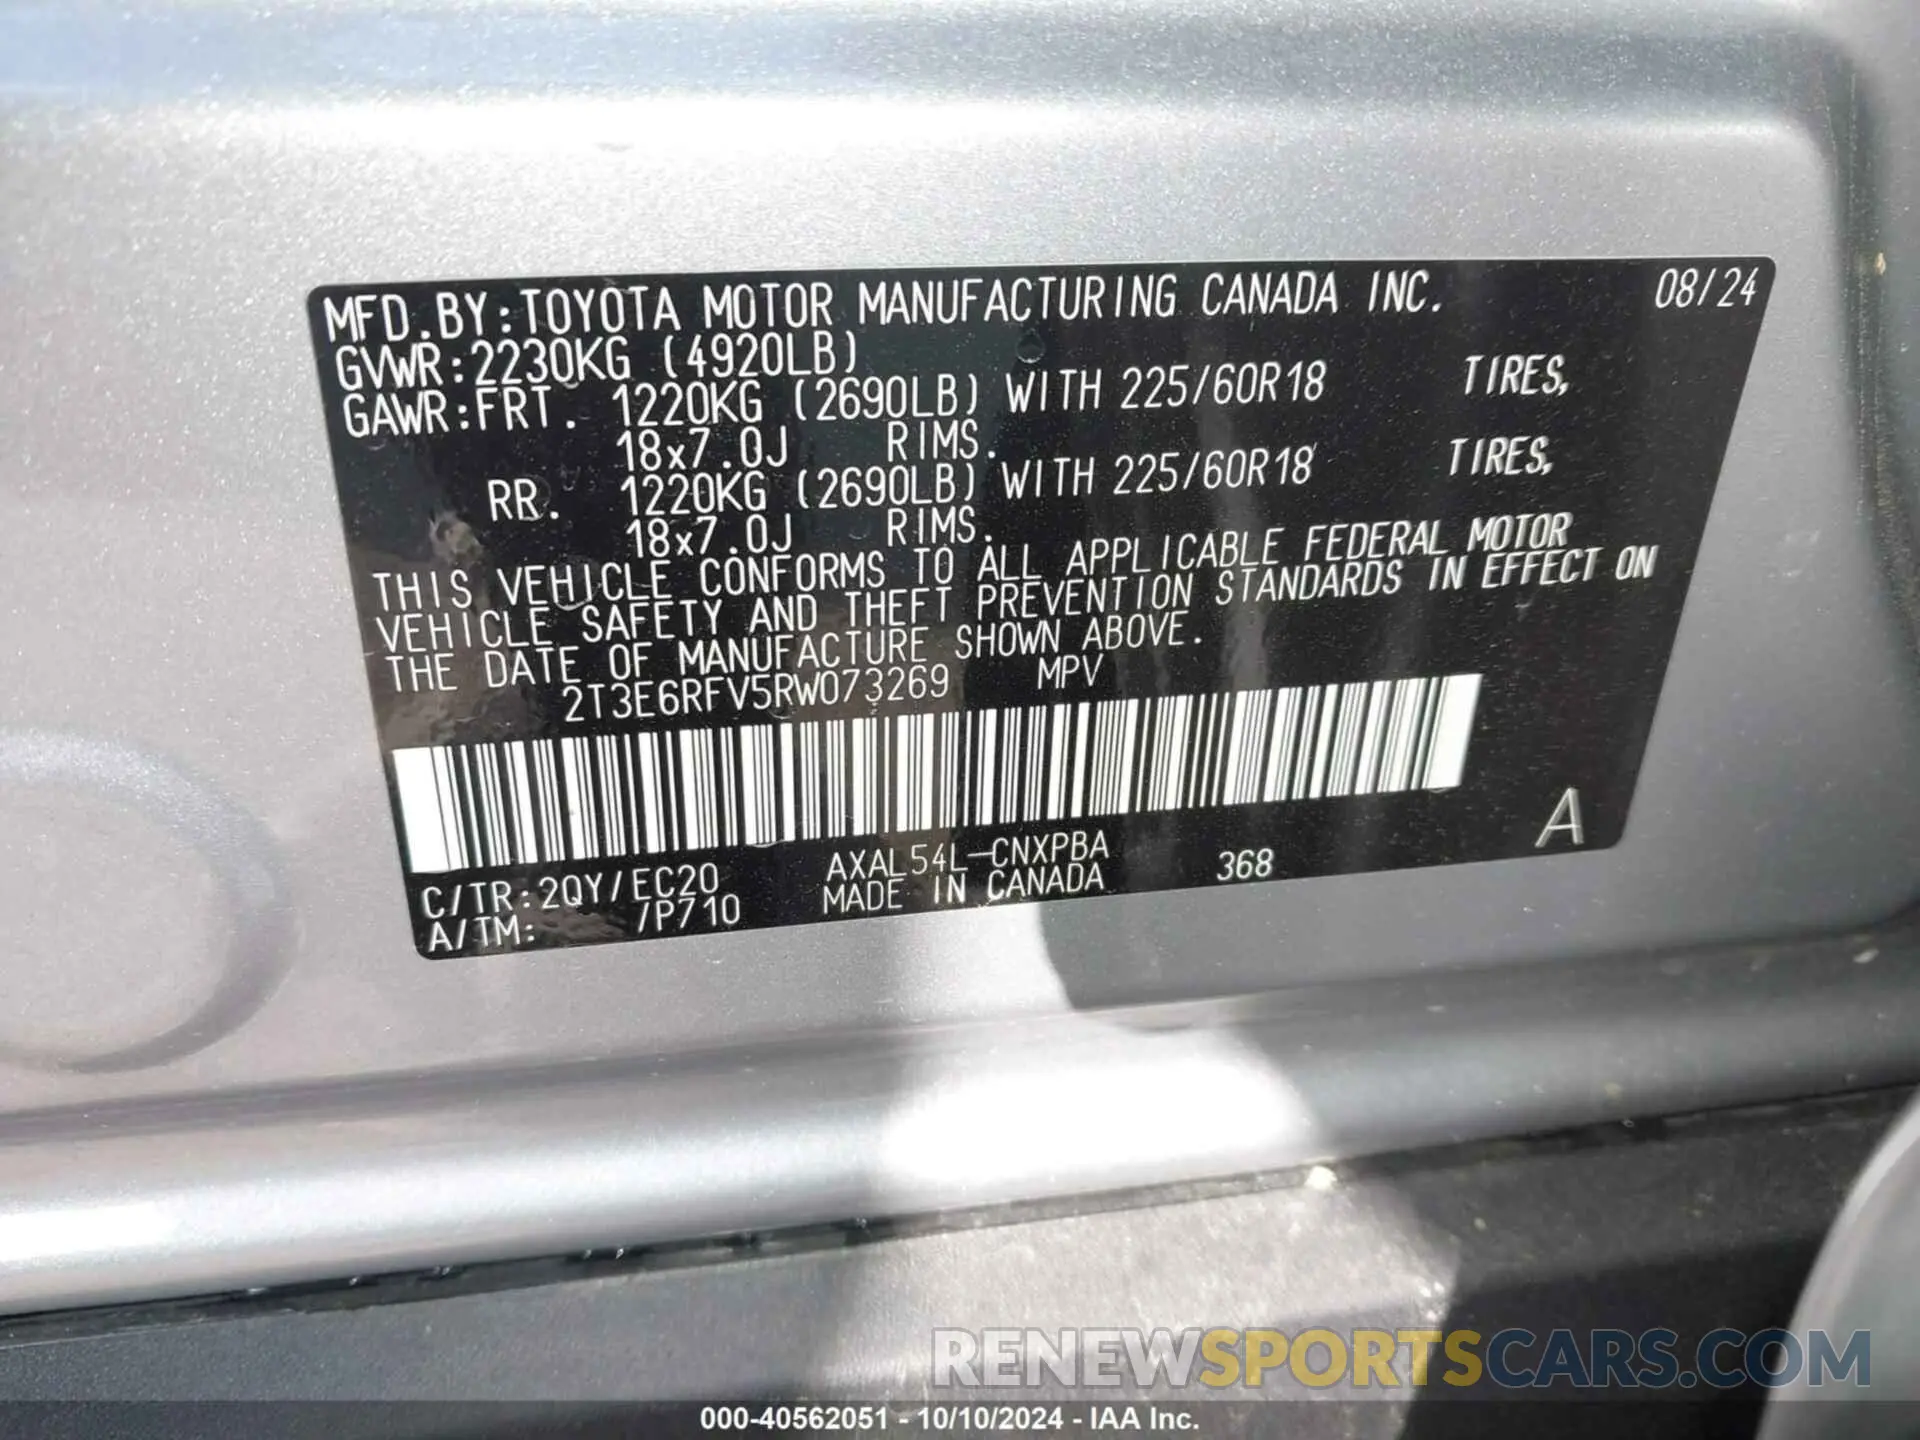 MFD.BY:TOYOTA MOTOR MANUFACTURING CANADA INC. 08/24
GVWR:2230KG (4920LB)
GAWR:FRT. 1220KG (2690LB) WITH 225/60R18 TIRES,
18x7.0J RIMS.
RR. 1220KG (2690LB) WITH 225/60R18 TIRES,
18x7.0J RIMS.
THIS VEHICLE CONFORMS TO ALL APPLICABLE FEDERAL MOTOR
VEHICLE SAFETY AND THEFT PREVENTION STANDARDS IN EFFECT ON
THE DATE OF MANUFACTURE SHOWN ABOVE.
2T3E6RFV5RW073269 MPV
C/TR:2QY/EC20 AXAL54L-CNXPBA 368 A
A/TM: /P710 MADE IN CANADA
RENEWSPORTSCARS.COM
000-40562051 - 10/10/2024 - IAA Inc.